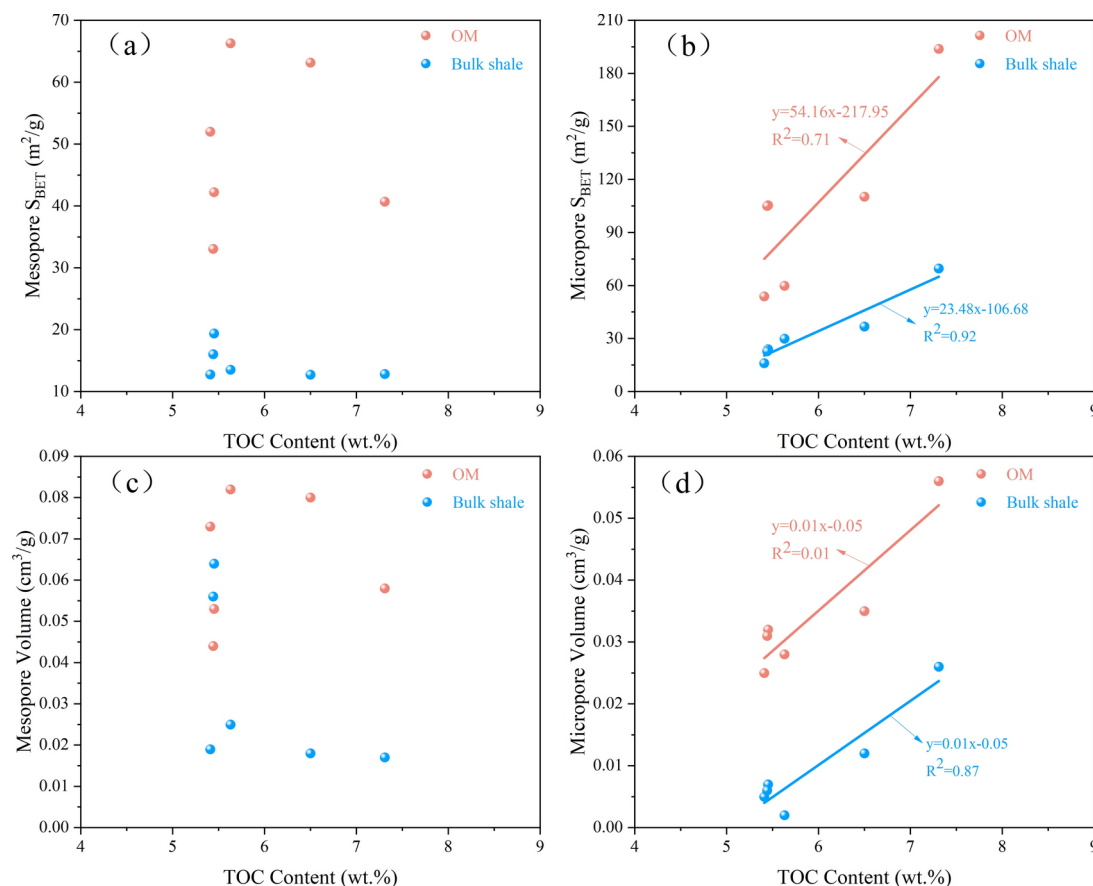 (a)
OM
Bulk shale
70
60
50
40
30
20
10
Mesopore S_BET (m²/g)
4 5 6 7 8 9
TOC Content (wt.%)
(b)
OM
Bulk shale
210
180
150
120
90
60
30
0
Micropore S_BET (m²/g)
y=54.16x-217.95
R²=0.71
y=23.48x-106.68
R²=0.92
4 5 6 7 8 9
TOC Content (wt.%)
(c)
OM
Bulk shale
0.09
0.08
0.07
0.06
0.05
0.04
0.03
0.02
0.01
0.00
Mesopore Volume (cm³/g)
4 5 6 7 8 9
TOC Content (wt.%)
(d)
OM
Bulk shale
0.06
0.05
0.04
0.03
0.02
0.01
0.00
Micropore Volume (cm³/g)
y=0.01x-0.05
R²=0.01
y=0.01x-0.05
R²=0.87
4 5 6 7 8 9
TOC Content (wt.%)